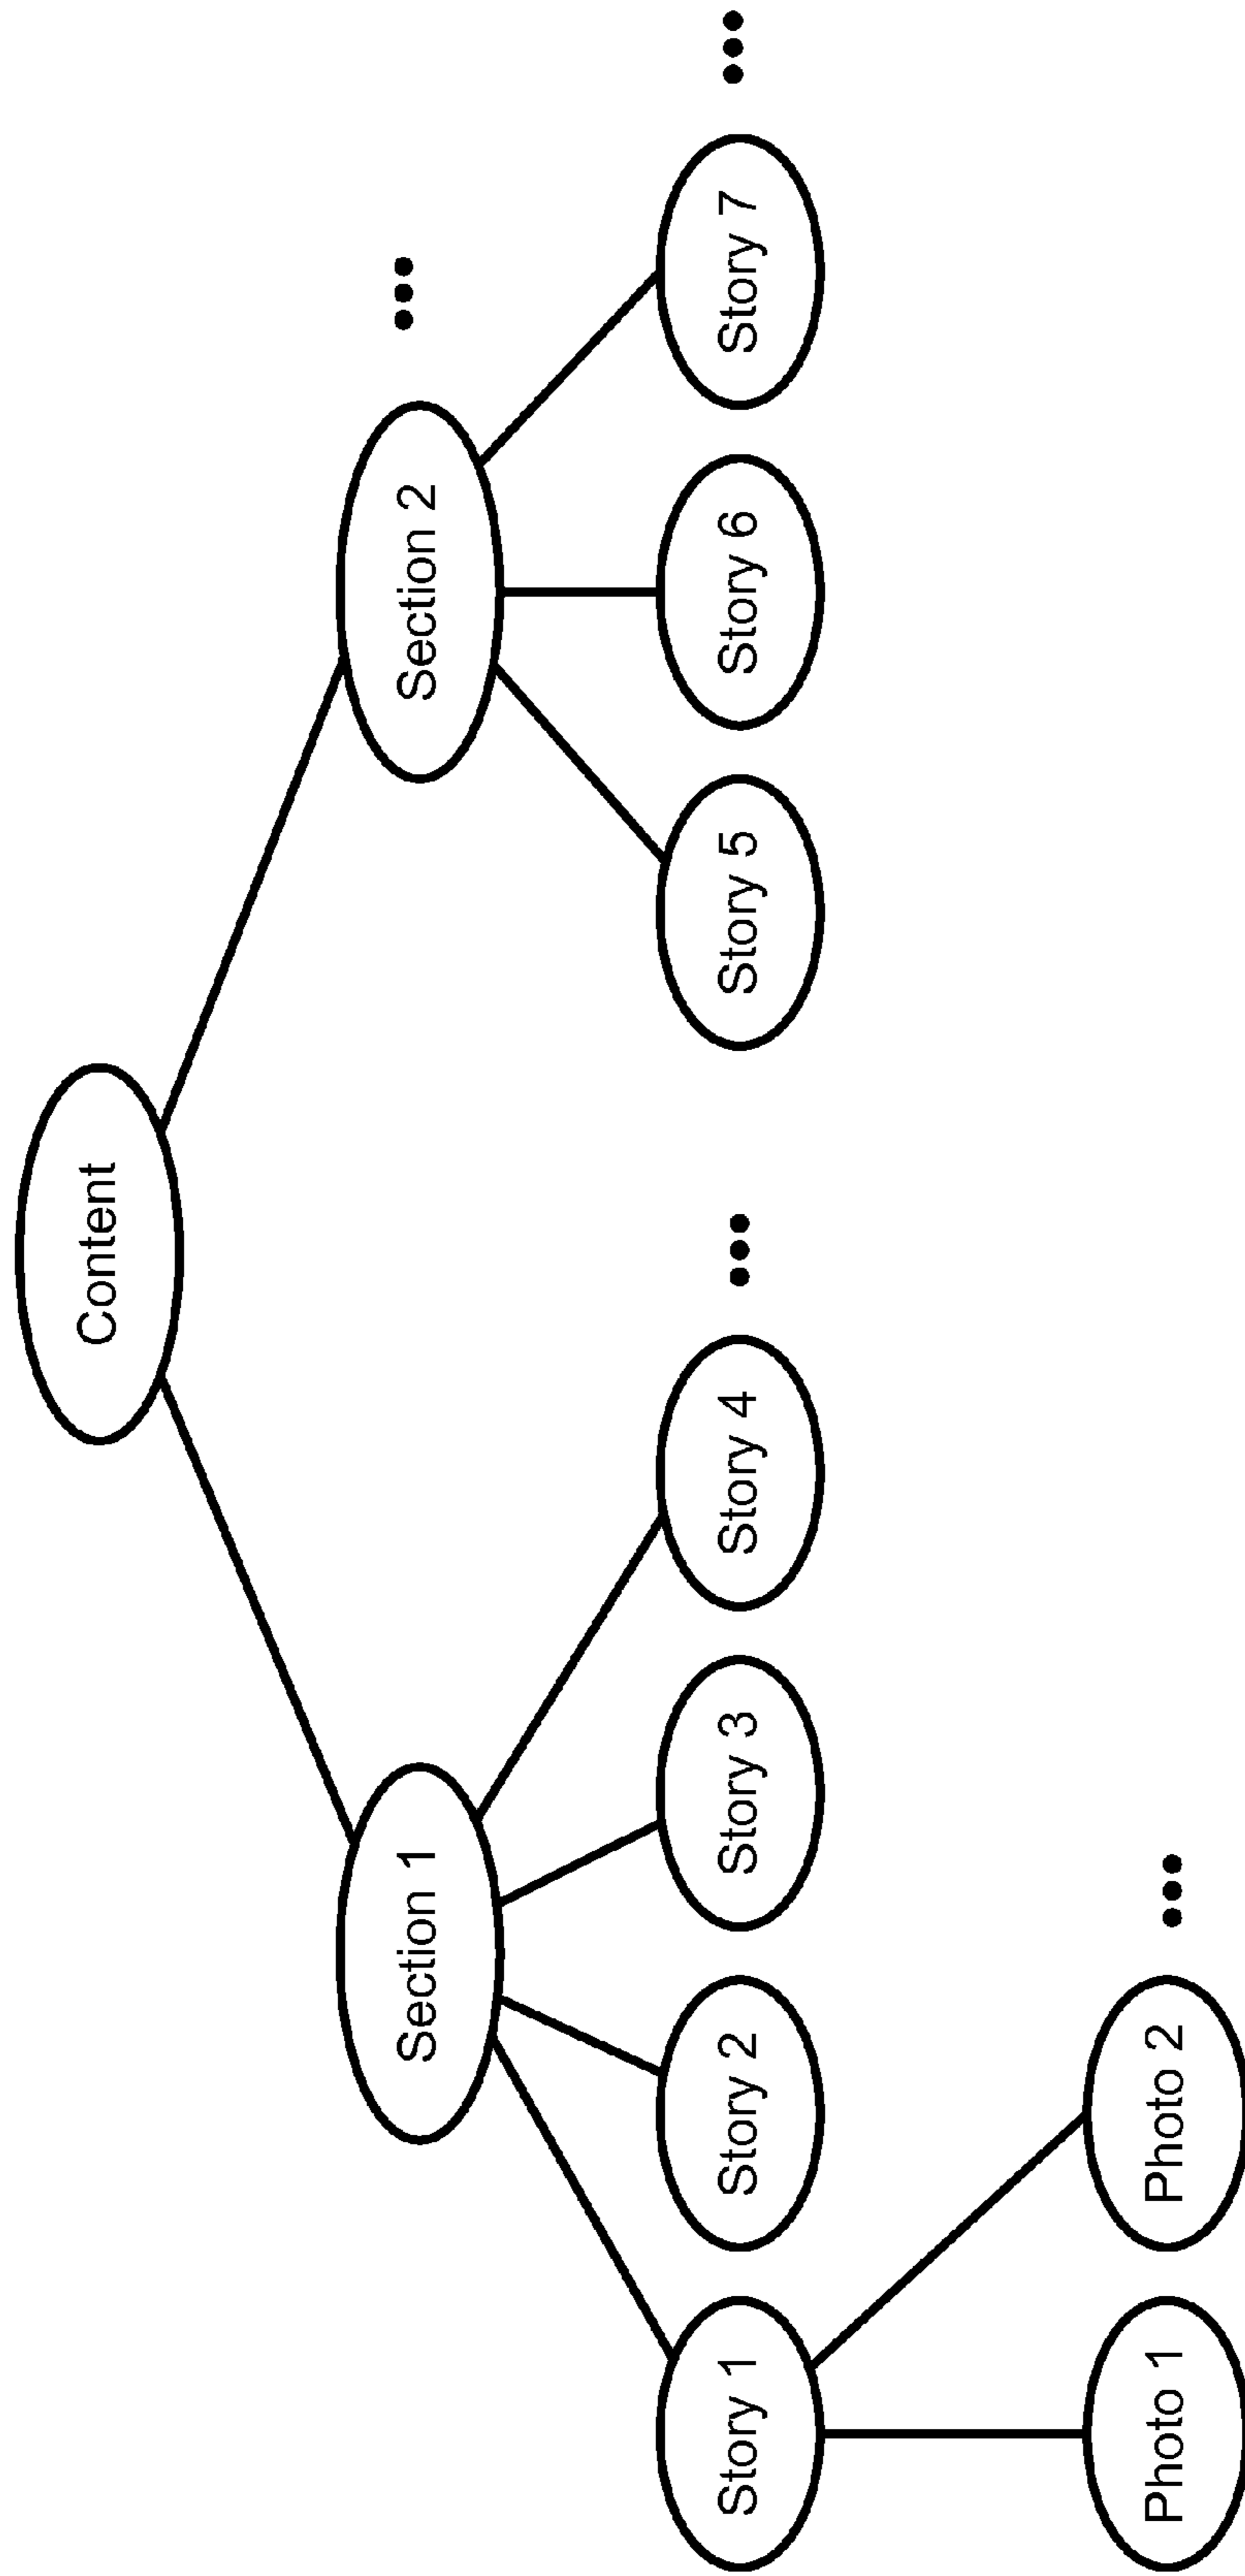 Content
Section 1
Section 2
Story 1
Story 2
Story 3
Story 4
Story 5
Story 6
Story 7
Photo 1
Photo 2